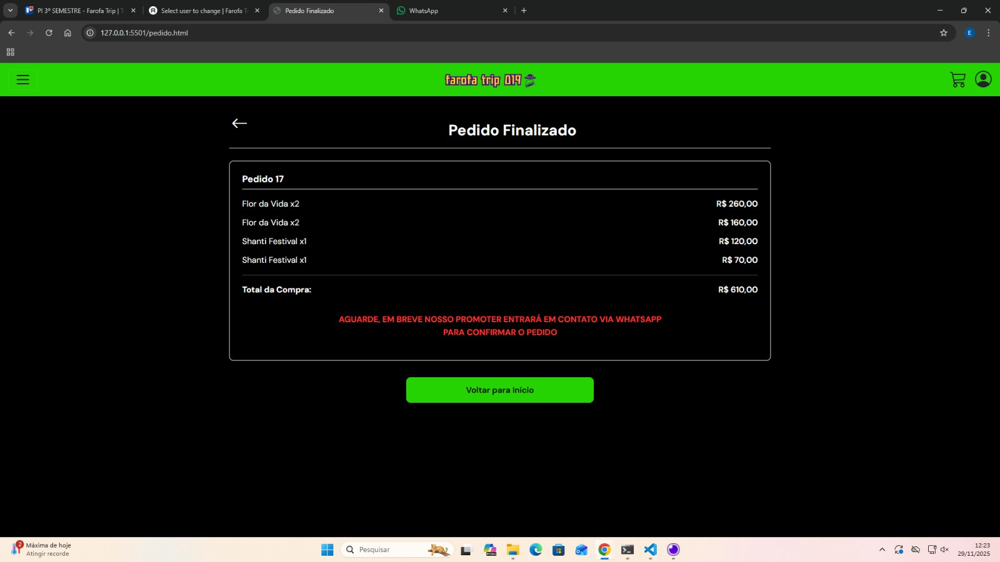 PI 3º SEMESTRE - Farofa Trip | T
Select user to change | Farofa Tr
Pedido Finalizado
WhatsApp
127.0.0.1:5501/pedido.html
E
farofa trip 019
Pedido Finalizado
Pedido 17
Flor da Vida x2 R$ 260,00
Flor da Vida x2 R$ 160,00
Shanti Festival x1 R$ 120,00
Shanti Festival x1 R$ 70,00
Total da Compra: R$ 610,00
AGUARDE, EM BREVE NOSSO PROMOTER ENTRARÁ EM CONTATO VIA WHATSAPP
PARA CONFIRMAR O PEDIDO
Voltar para Início
2
Máxima de hoje
Atingir recorde
Pesquisar
M365
12:23
29/11/2025